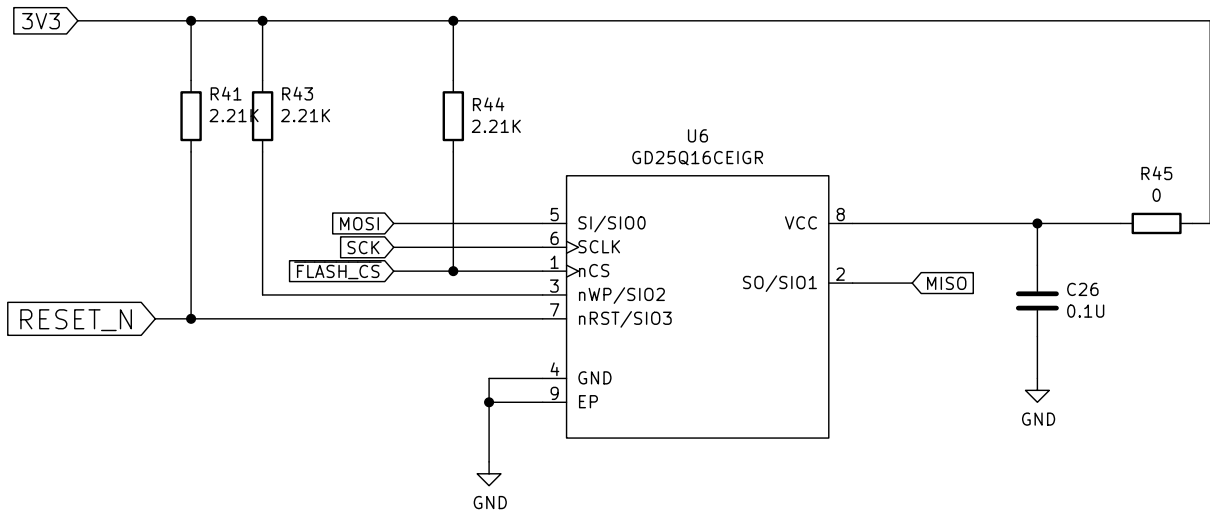 3V3
R41
2.21K
R43
2.21K
R44
2.21K
U6
GD25Q16CEIGR
R45
0
MOSI
5
SI/SIO0
VCC
8
SCK
6
SCLK
FLASH_CS
1
nCS
SO/SIO1
2
MISO
3
nWP/SIO2
C26
0.1U
RESET_N
7
nRST/SIO3
4
GND
9
EP
GND
GND